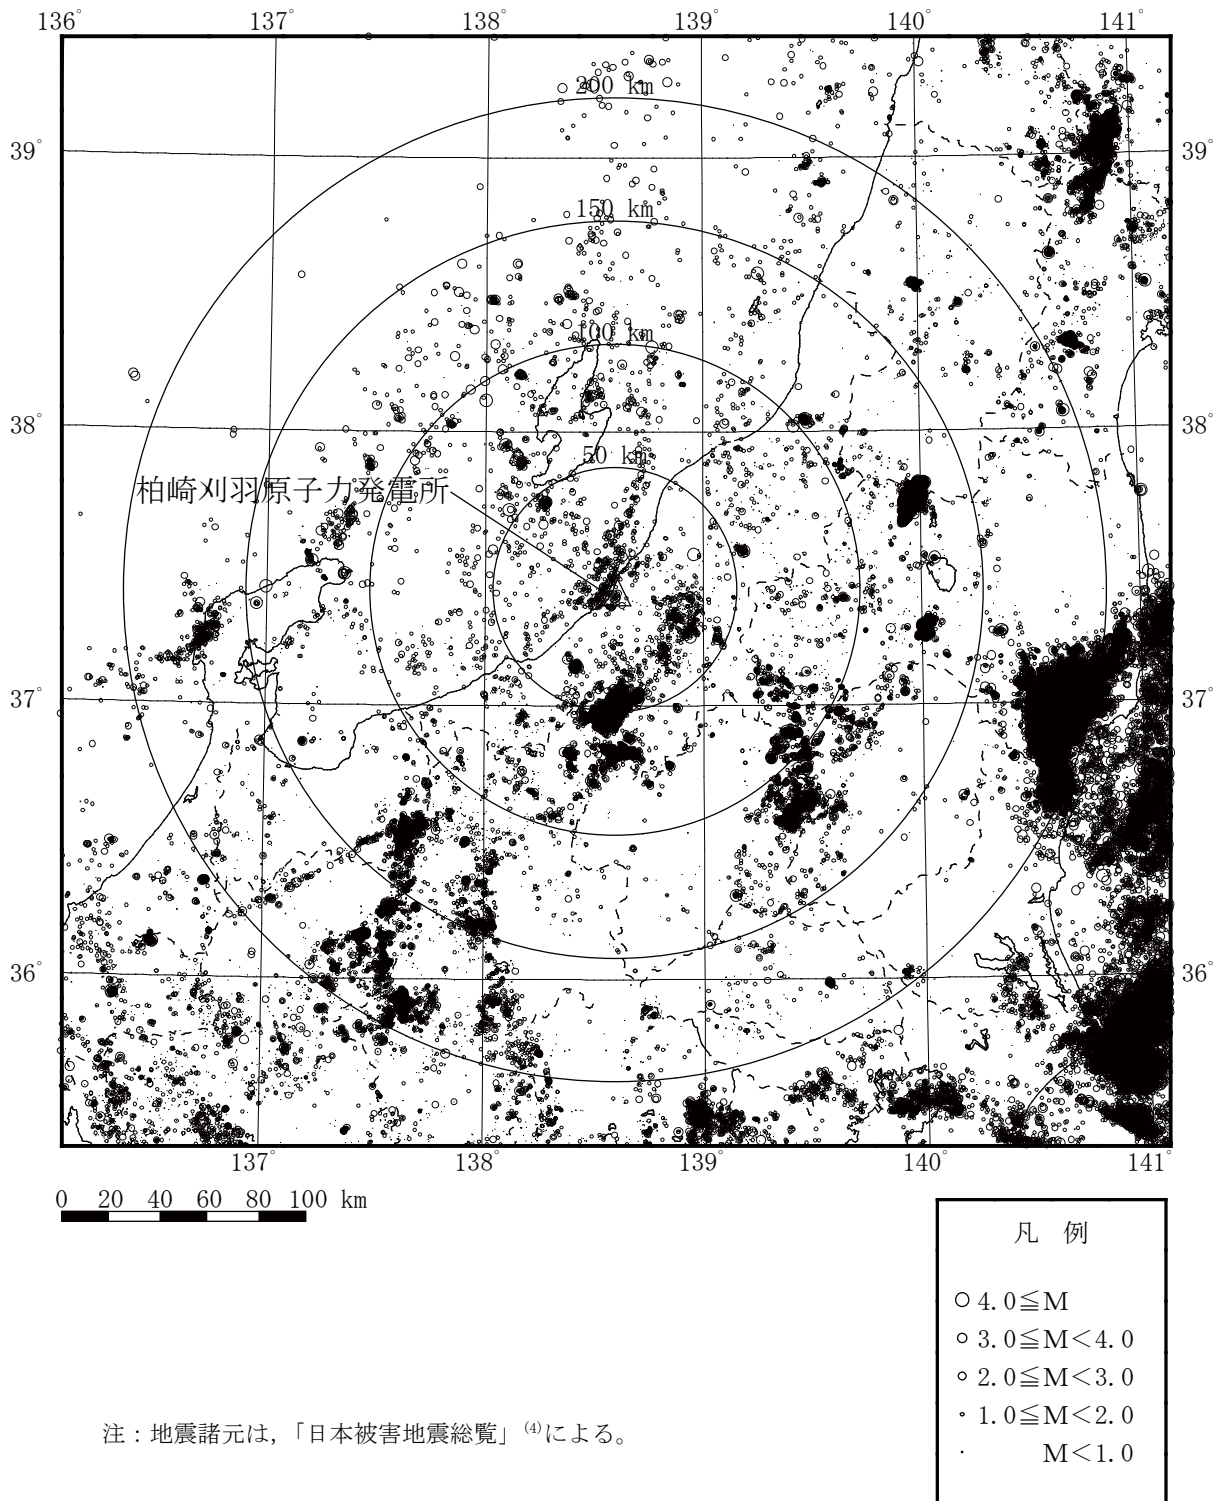 136° 137° 138° 139° 140° 141°
200 km
39° 39°
150 km
100 km
38° 38°
50 km
柏崎刈羽原子力発電所
37° 37°
36° 36°
137° 138° 139° 140° 141°
0 20 40 60 80 100 km
凡 例
4.0≦M
3.0≦M<4.0
2.0≦M<3.0
1.0≦M<2.0
M<1.0
注：地震諸元は，「日本被害地震総覧」(4)による。